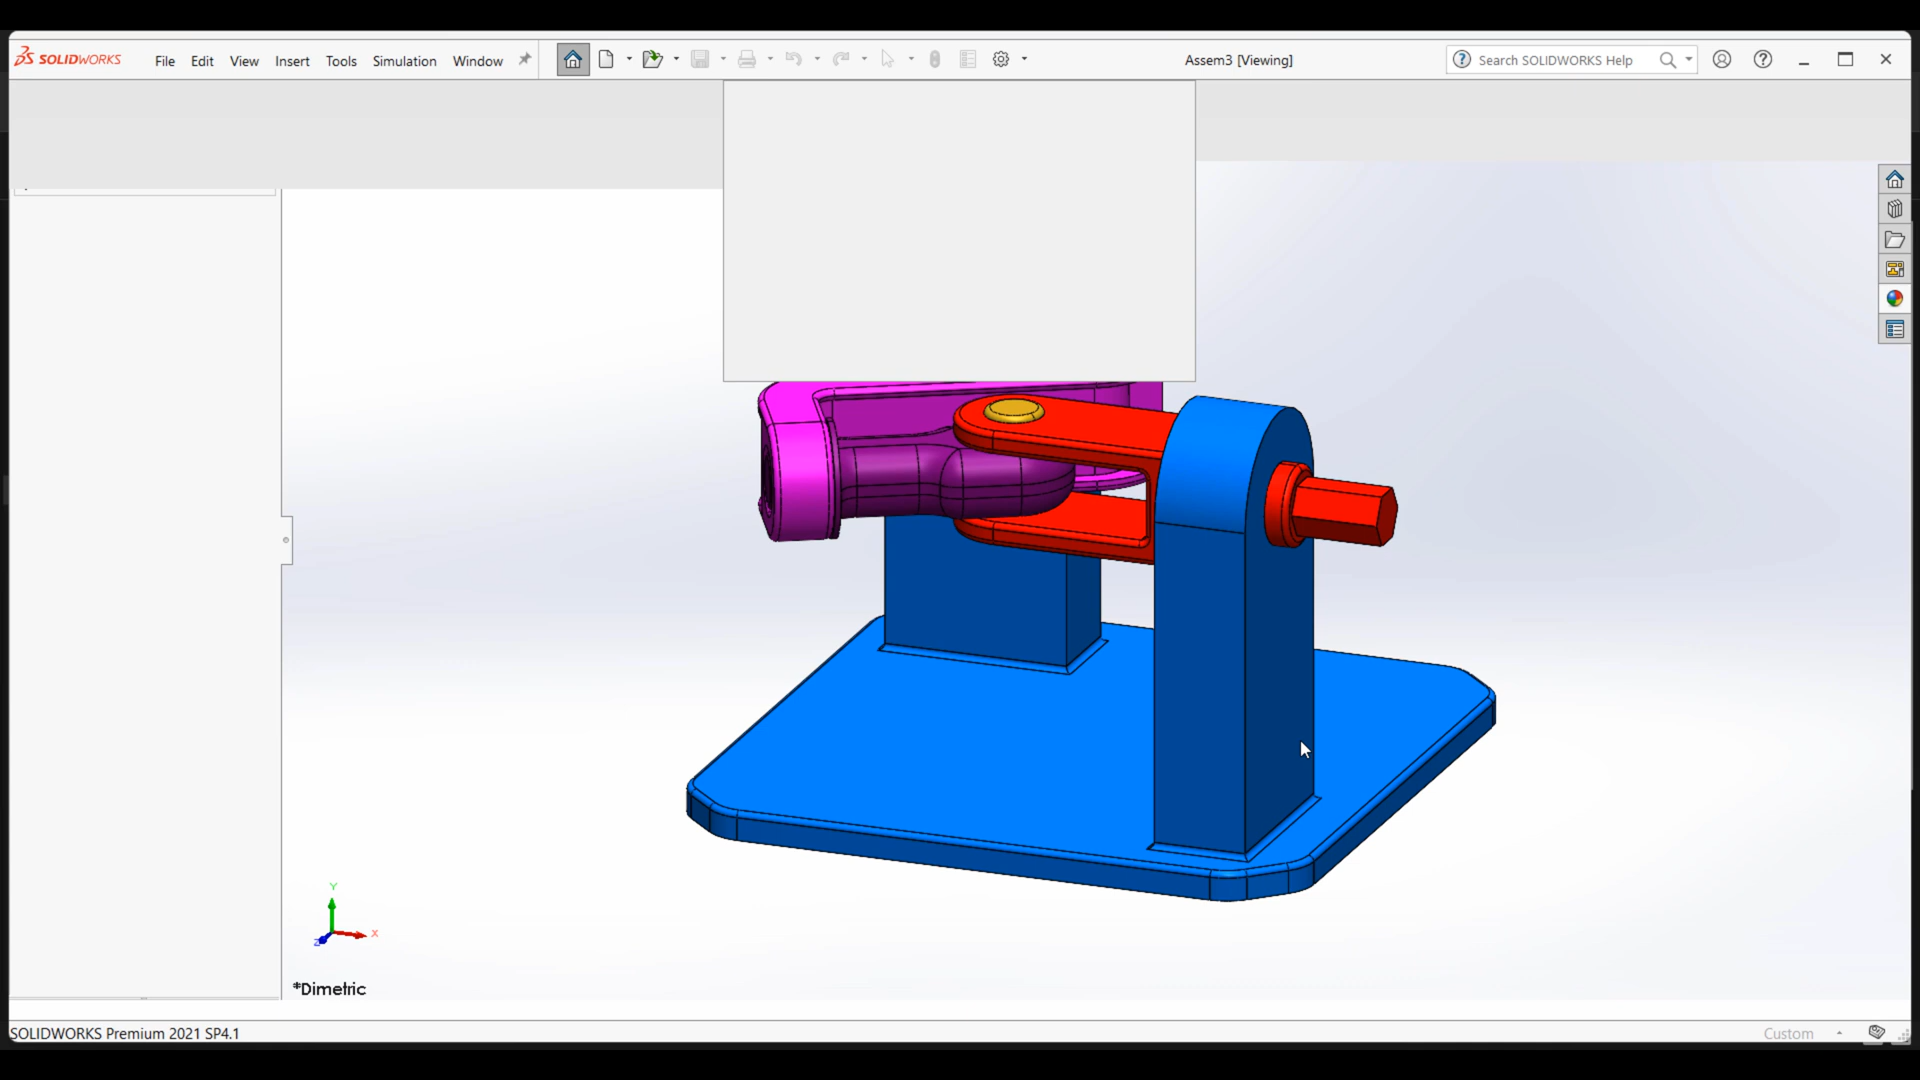 SOLIDWORKS File Edit View Insert Tools Simulation Window Assem3 [Viewing] Search SOLIDWORKS Help
Y
X
Z
*Dimetric
SOLIDWORKS Premium 2021 SP4.1 Custom